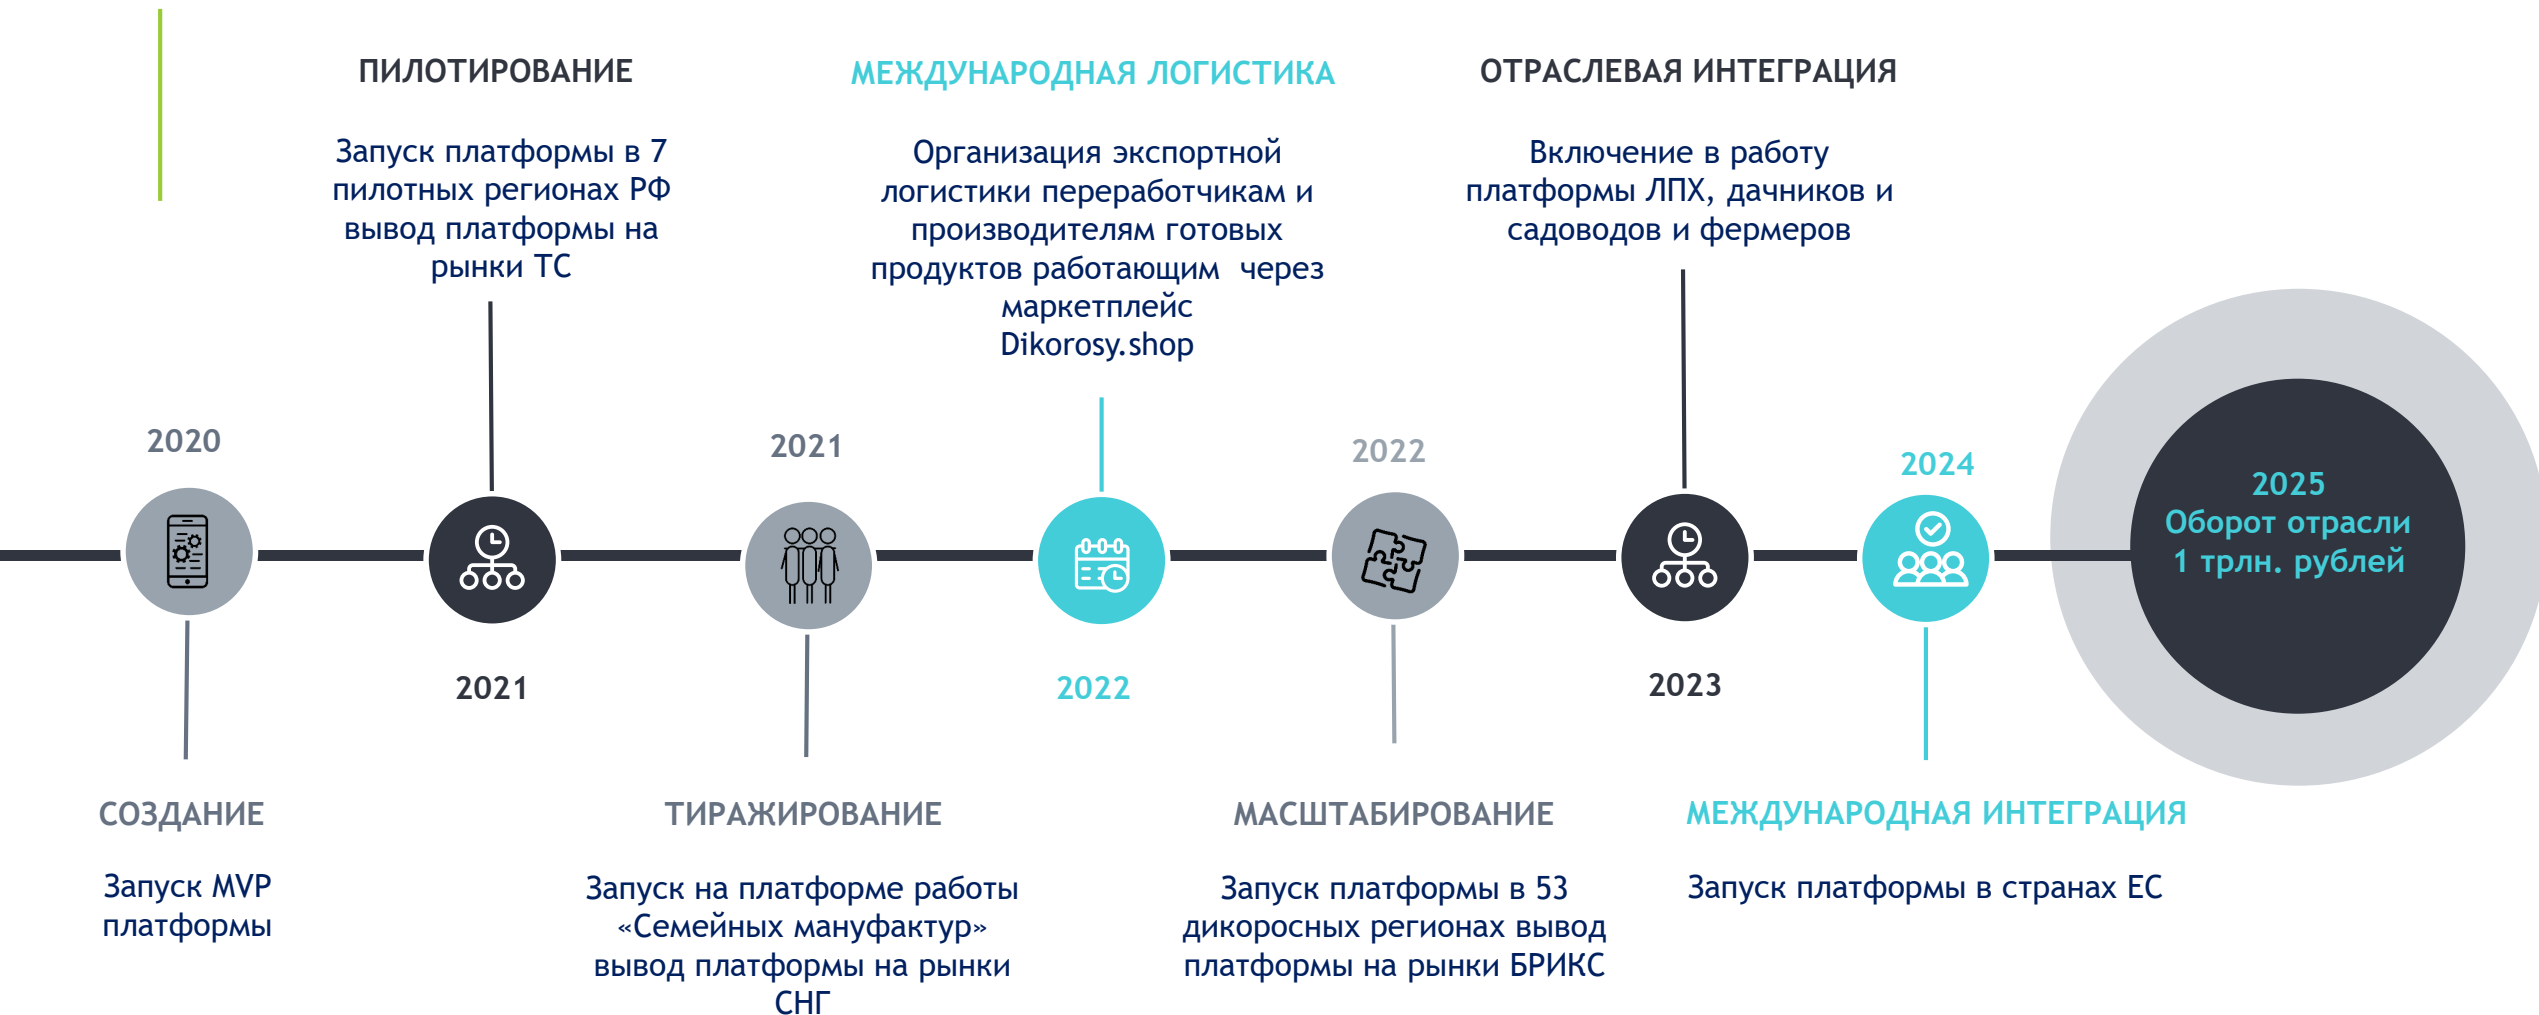 ПИЛОТИРОВАНИЕ
Запуск платформы в 7
пилотных регионах РФ
вывод платформы на
рынки ТС
МЕЖДУНАРОДНАЯ ЛОГИСТИКА
Организация экспортной
логистики переработчикам и
производителям готовых
продуктов работающим через
маркетплейс
Dikorosy.shop
ОТРАСЛЕВАЯ ИНТЕГРАЦИЯ
Включение в работу
платформы ЛПХ, дачников и
садоводов и фермеров
2020
2021
2021
2022
2022
2023
2024
2025
Оборот отрасли
1 трлн. рублей
СОЗДАНИЕ
Запуск MVP
платформы
ТИРАЖИРОВАНИЕ
Запуск на платформе работы
«Семейных мануфактур»
вывод платформы на рынки
СНГ
МАСШТАБИРОВАНИЕ
Запуск платформы в 53
дикоросных регионах вывод
платформы на рынки БРИКС
МЕЖДУНАРОДНАЯ ИНТЕГРАЦИЯ
Запуск платформы в странах ЕС